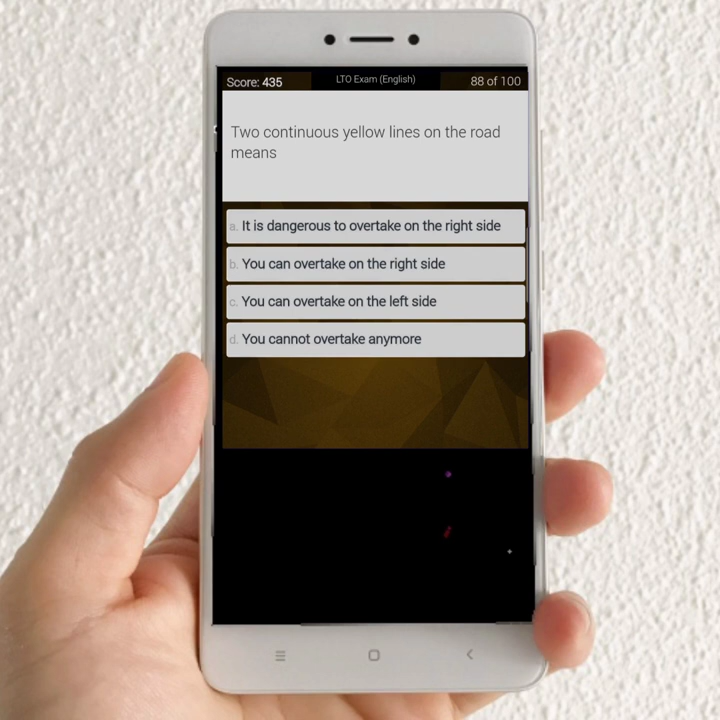 Score: 435 LTO Exam (English) 88 of 100
Two continuous yellow lines on the road
means
a. It is dangerous to overtake on the right side
b. You can overtake on the right side
c. You can overtake on the left side
d. You cannot overtake anymore